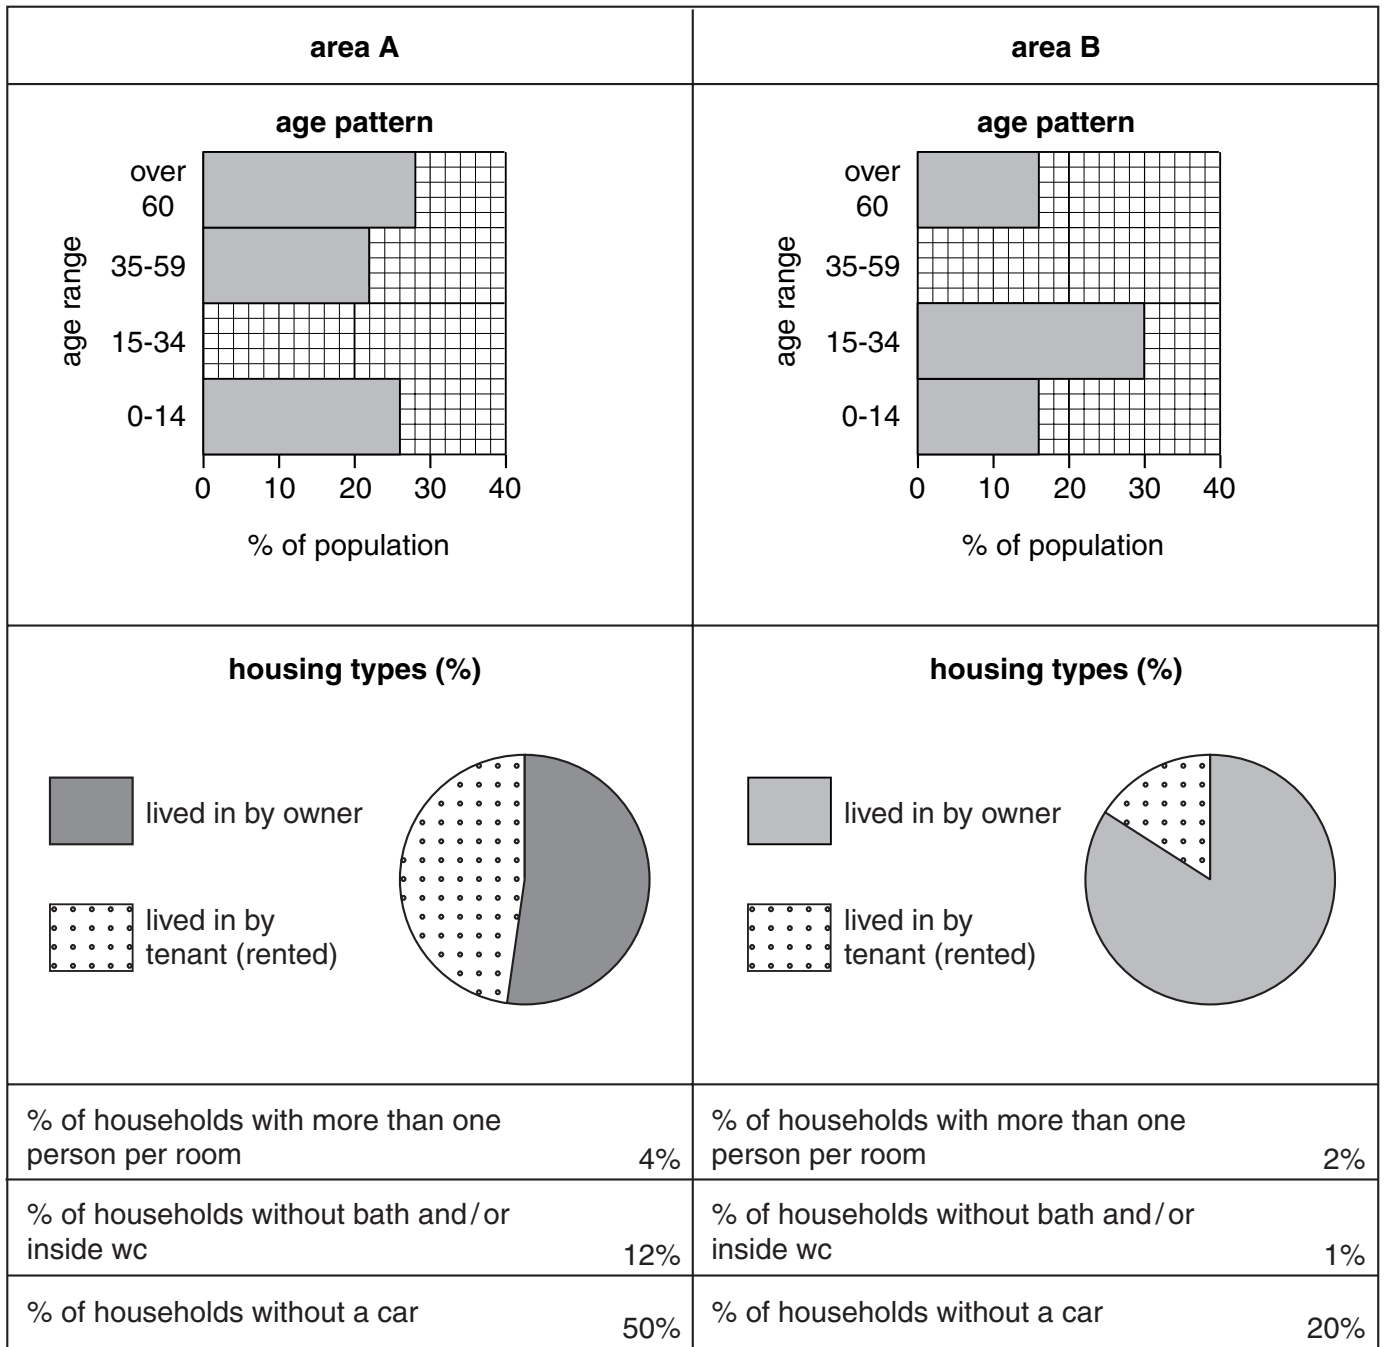 area A
area B
age pattern
over
60
35-59
15-34
0-14
age range
0 10 20 30 40
% of population
age pattern
over
60
35-59
15-34
0-14
age range
0 10 20 30 40
% of population
housing types (%)
lived in by owner
lived in by
tenant (rented)
housing types (%)
lived in by owner
lived in by
tenant (rented)
% of households with more than one
person per room 4%
% of households with more than one
person per room 2%
% of households without bath and/or
inside wc 12%
% of households without bath and/or
inside wc 1%
% of households without a car 50%
% of households without a car 20%